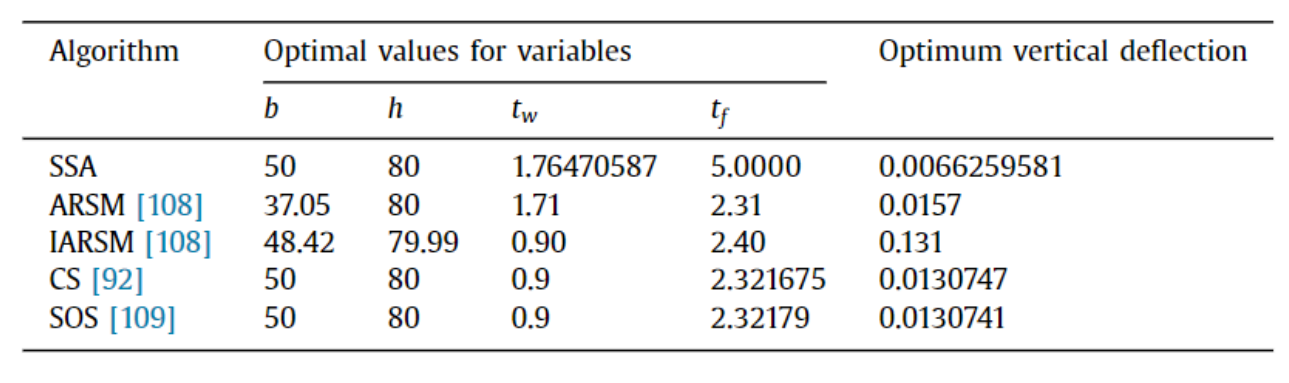 Algorithm Optimal values for variables Optimum vertical deflection
b h t_w t_f
SSA 50 80 1.76470587 5.0000 0.0066259581
ARSM [108] 37.05 80 1.71 2.31 0.0157
IARSM [108] 48.42 79.99 0.90 2.40 0.131
CS [92] 50 80 0.9 2.321675 0.0130747
SOS [109] 50 80 0.9 2.32179 0.0130741